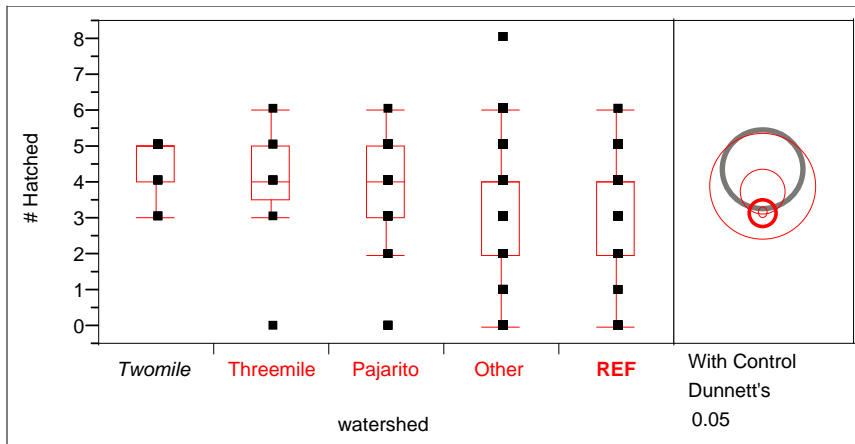 # Hatched
8
7
6
5
4
3
2
1
0
Twomile Threemile Pajarito Other REF
watershed
With Control
Dunnett's
0.05